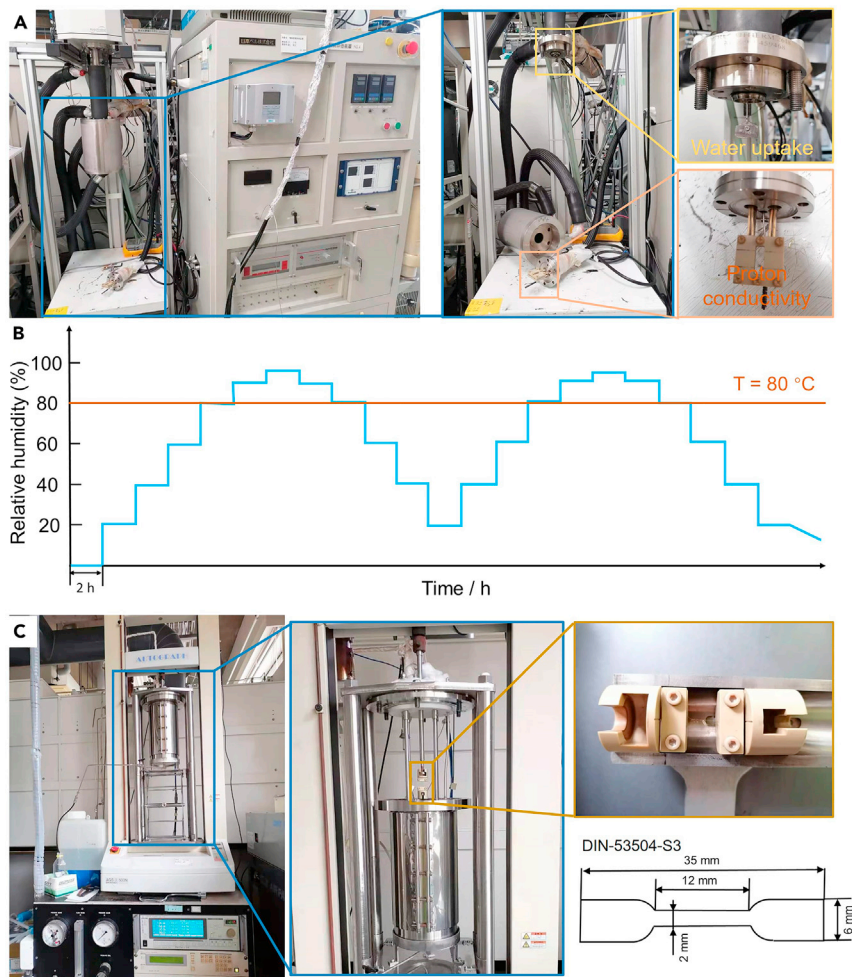 A
Water uptake
Proton
conductivity
B
Relative humidity (%)
100
80
60
40
20
T = 80 °C
2 h
Time / h
C
AUTOGRAPH
DIN-53504-S3
35 mm
12 mm
2 mm
6 mm